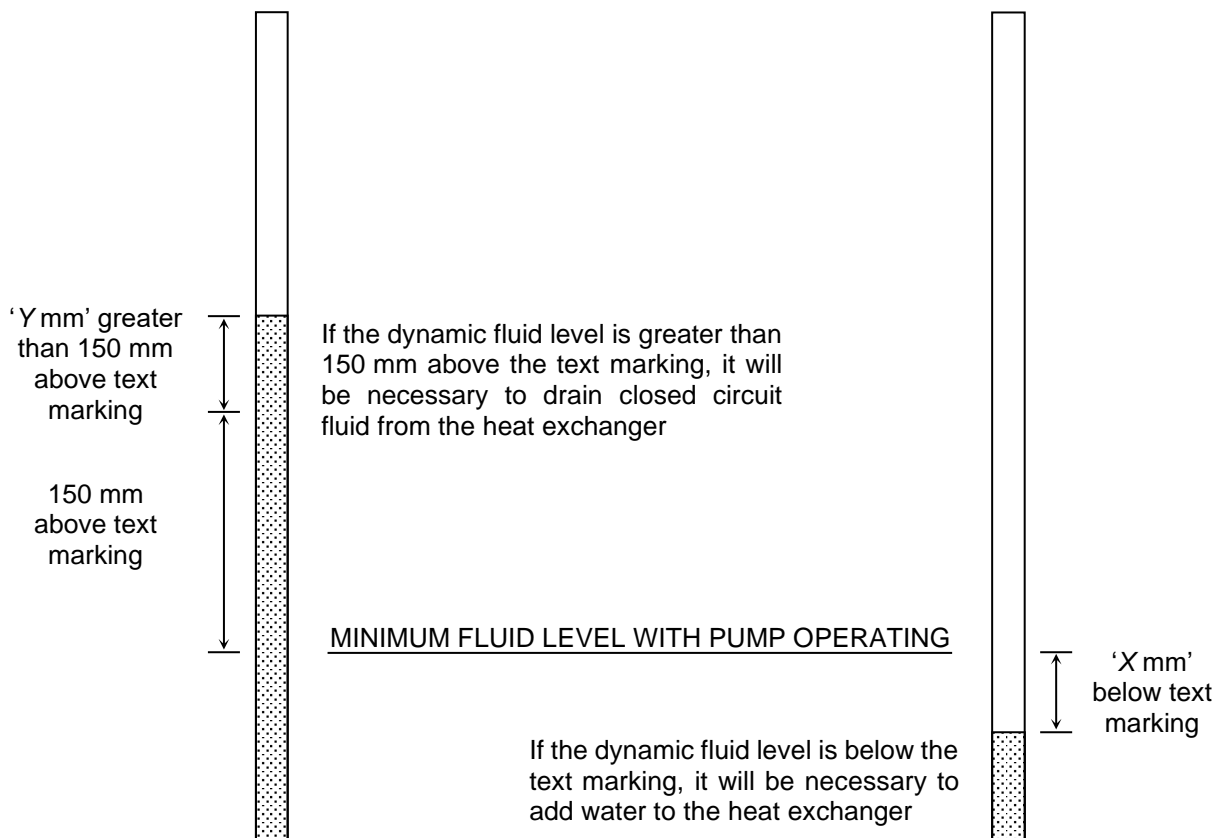 ‘Y mm’ greater
than 150 mm
above text
marking
If the dynamic fluid level is greater than
150 mm above the text marking, it will
be necessary to drain closed circuit
fluid from the heat exchanger
150 mm
above text
marking
MINIMUM FLUID LEVEL WITH PUMP OPERATING
‘X mm’
below text
marking
If the dynamic fluid level is below the
text marking, it will be necessary to
add water to the heat exchanger